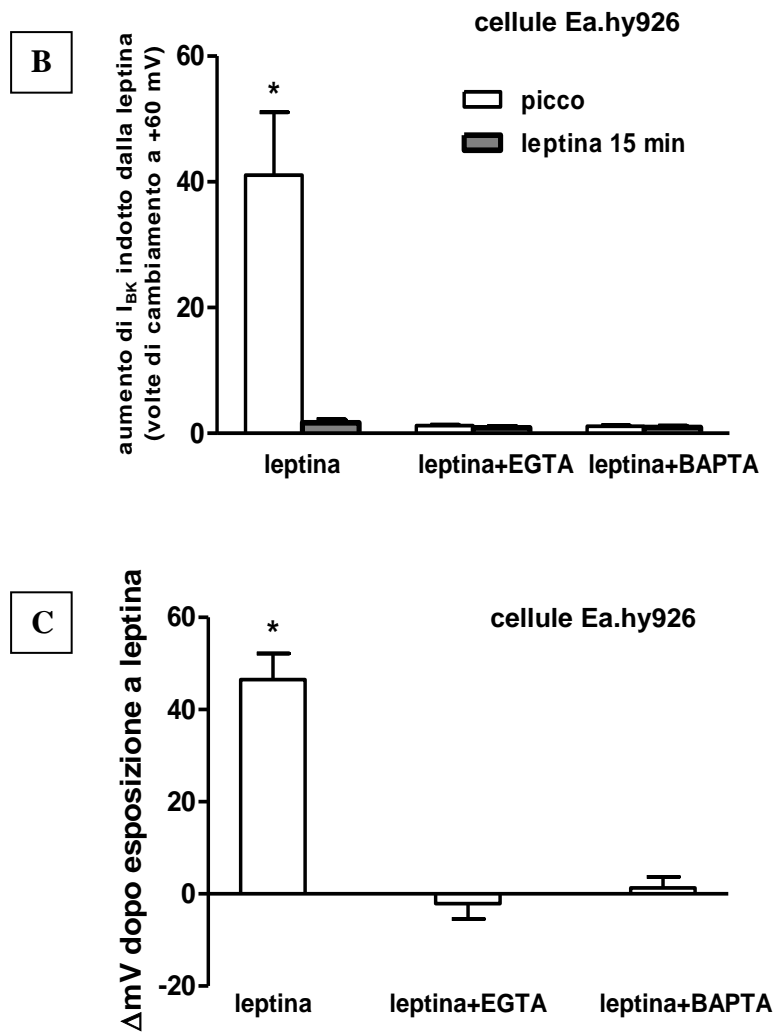 B
cellule Ea.hy926
aumento di I_BK indotto dalla leptina
(volte di cambiamento a +60 mV)
60
40
20
0
*
picco
leptina 15 min
leptina
leptina+EGTA
leptina+BAPTA
C
cellule Ea.hy926
ΔmV dopo esposizione a leptina
60
40
20
0
-20
*
leptina
leptina+EGTA
leptina+BAPTA